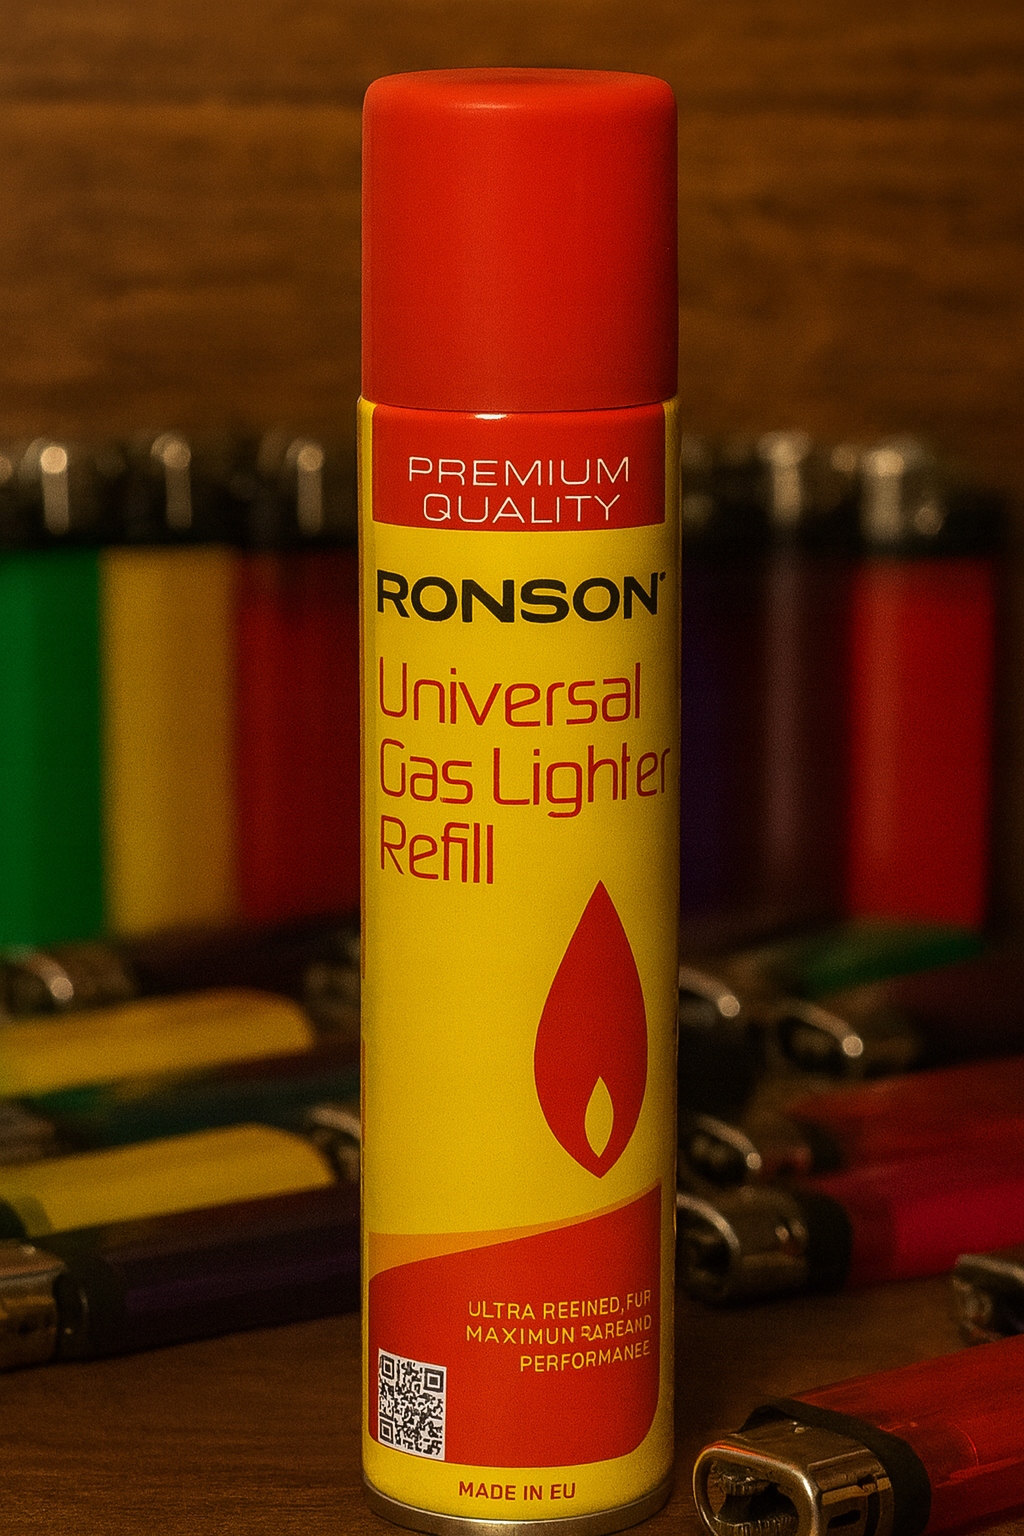 PREMIUM
QUALITY
RONSON
Universal
Gas Lighter
Refill
ULTRA REEINED, FUR
MAXIMUN RAREAND
PERFORMANEE
MADE IN EU